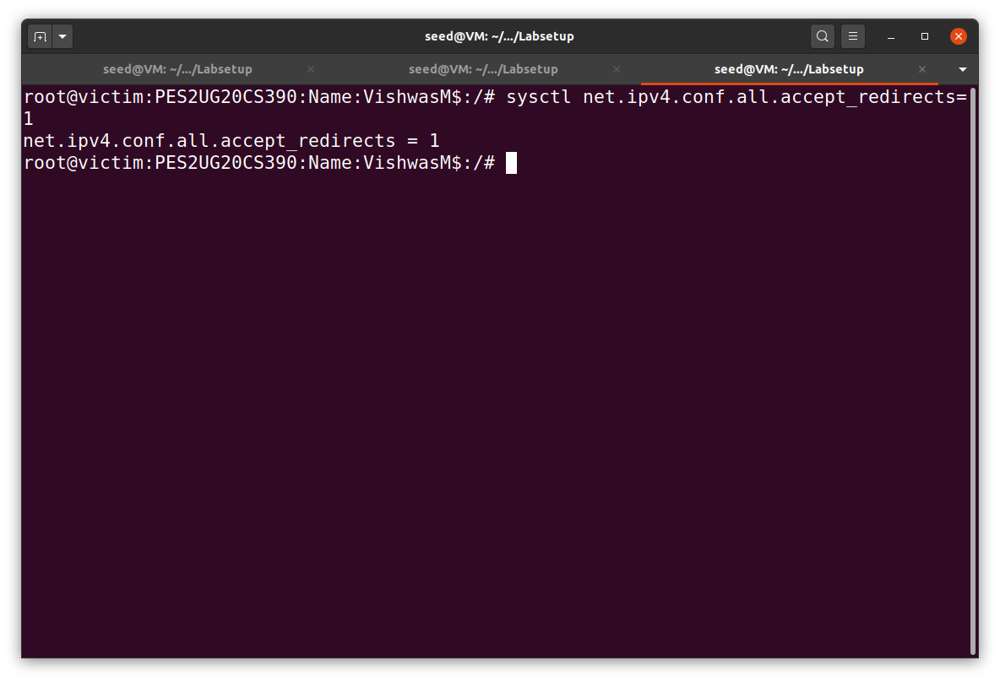 seed@VM: ~/.../Labsetup
seed@VM: ~/.../Labsetup
seed@VM: ~/.../Labsetup
seed@VM: ~/.../Labsetup
root@victim:PES2UG20CS390:Name:VishwasM$:/# sysctl net.ipv4.conf.all.accept_redirects=
1
net.ipv4.conf.all.accept_redirects = 1
root@victim:PES2UG20CS390:Name:VishwasM$:/#